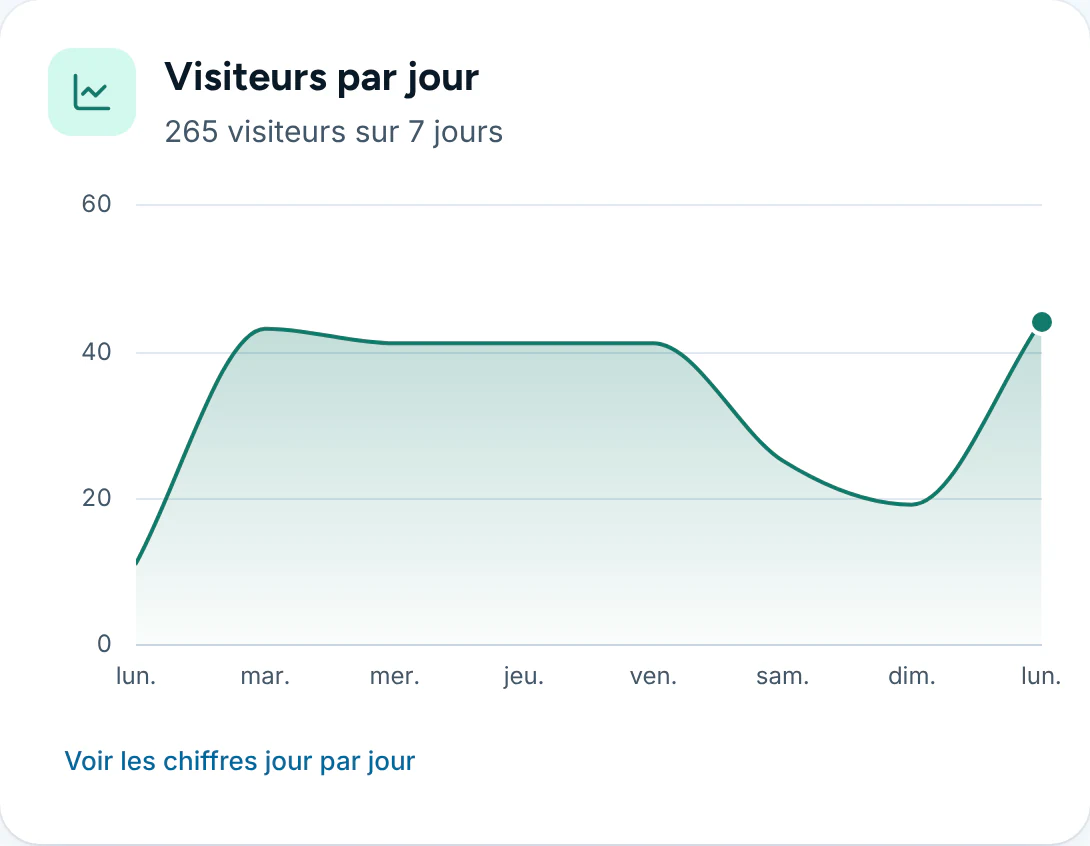 Visiteurs par jour
265 visiteurs sur 7 jours
60
40
20
0
lun. mar. mer. jeu. ven. sam. dim. lun.
Voir les chiffres jour par jour